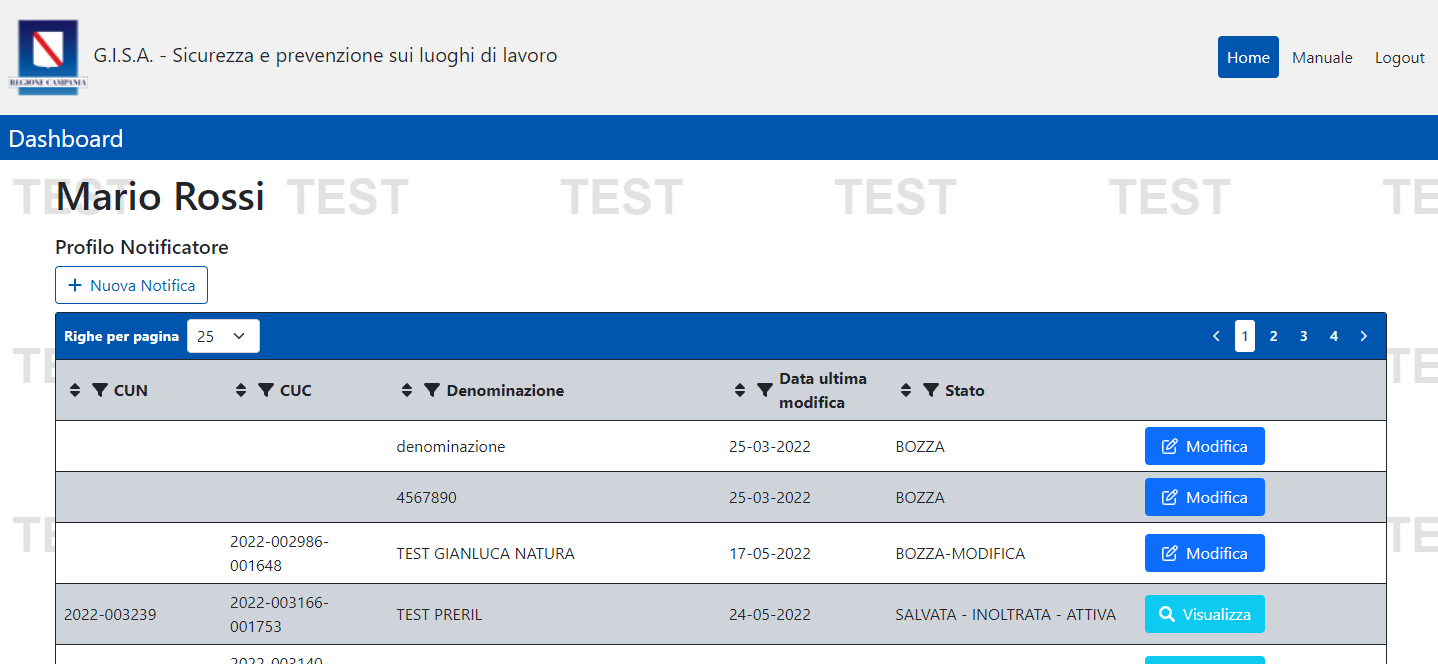 REGIONE CAMPANIA
G.I.S.A. - Sicurezza e prevenzione sui luoghi di lavoro
Home Manuale Logout
Dashboard
TEST TEST TEST TEST TEST TE
Mario Rossi
Profilo Notificatore
+ Nuova Notifica
Righe per pagina 25
1 2 3 4
TE TE
CUN CUC Denominazione Data ultima modifica Stato
denominazione 25-03-2022 BOZZA Modifica
4567890 25-03-2022 BOZZA Modifica
TE TE
2022-002986-
001648 TEST GIANLUCA NATURA 17-05-2022 BOZZA-MODIFICA Modifica
2022-003239 2022-003166-
001753 TEST PRERIL 24-05-2022 SALVATA - INOLTRATA - ATTIVA Visualizza
2022-003140-